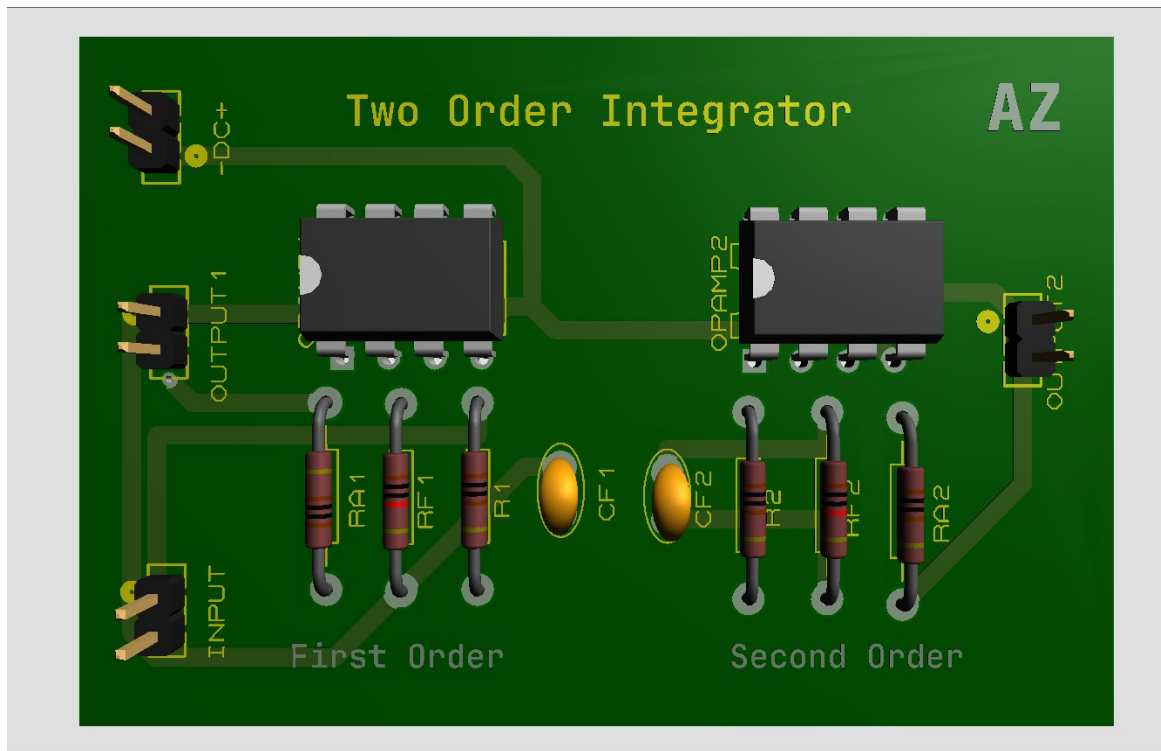 Two Order Integrator
AZ
-DC+
OUTPUT1
OPAMP2
RA1
RF1
R1
CF1
CF2
R2
RF2
RA2
INPUT
First Order
Second Order